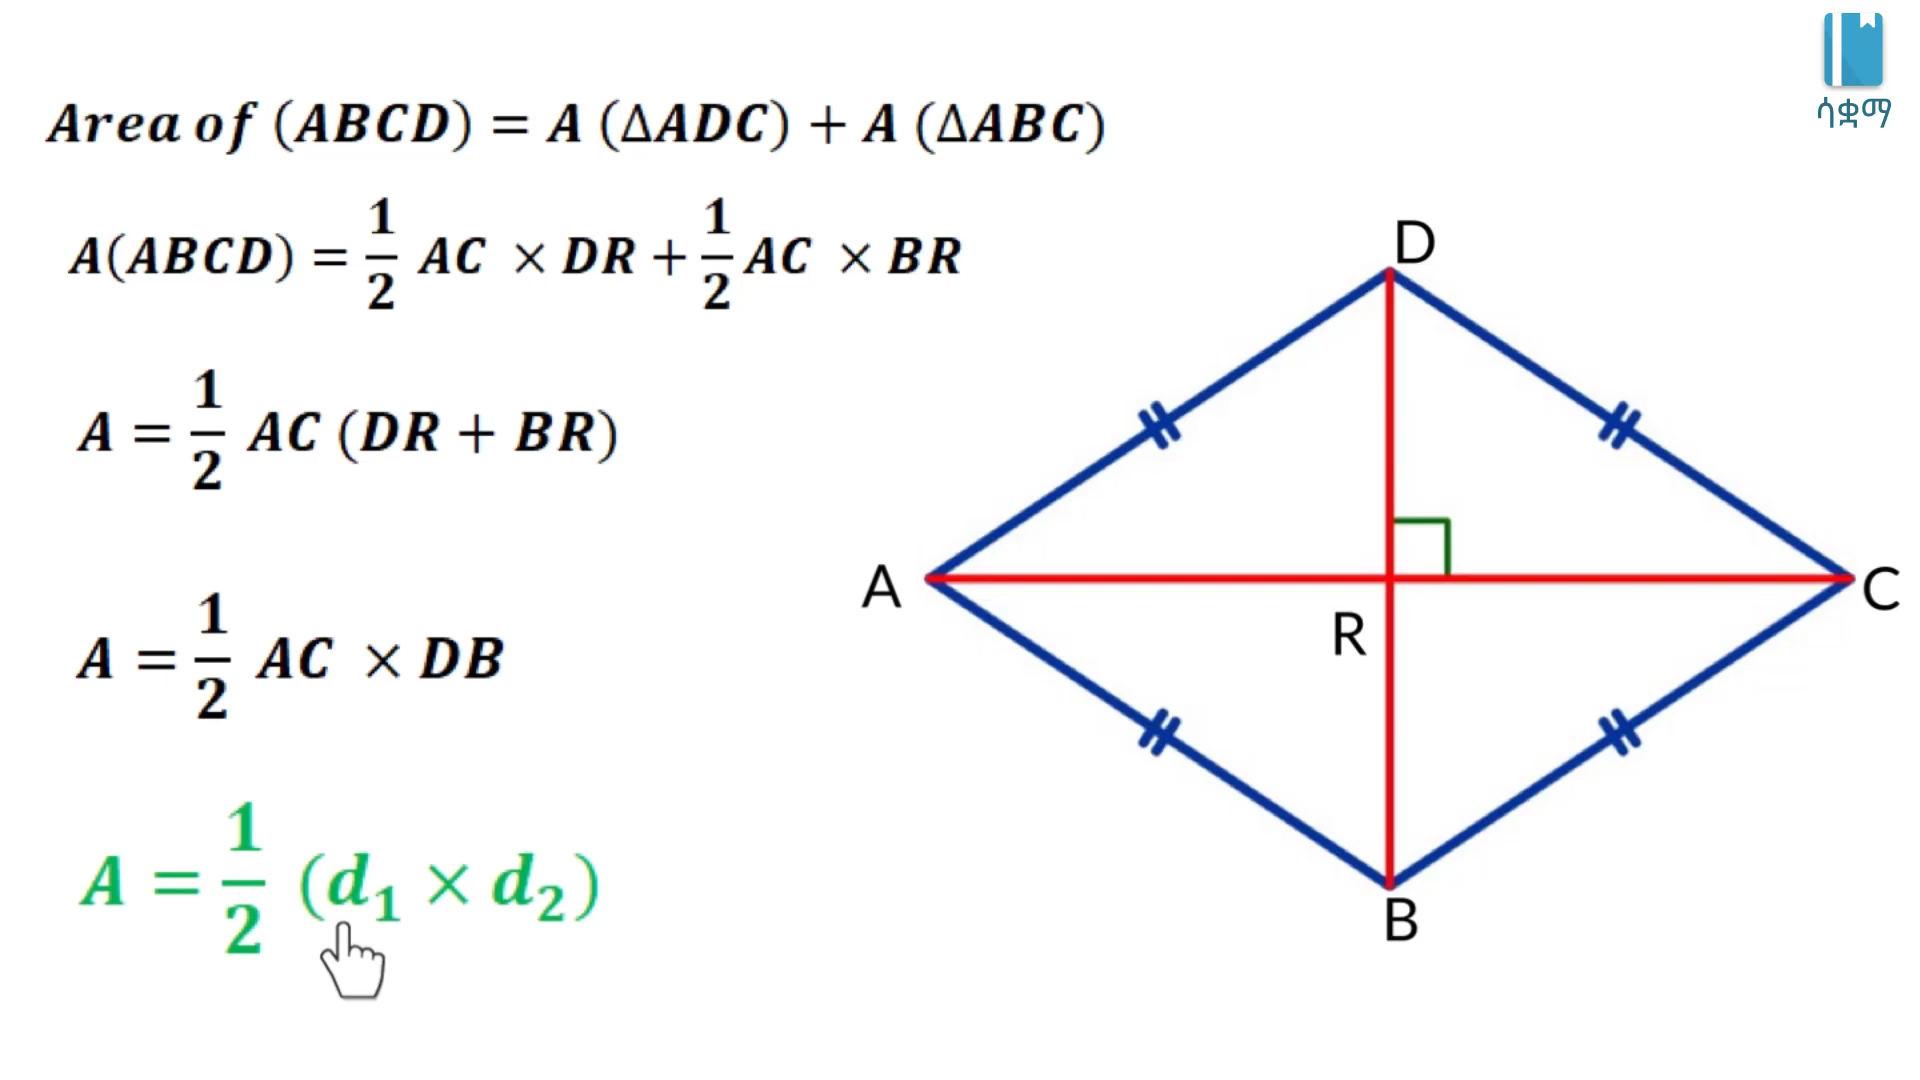 ሳቋማ
Area of (ABCD) = A (ΔADC) + A (ΔABC)
A(ABCD) = 1/2 AC × DR + 1/2 AC × BR
A = 1/2 AC (DR + BR)
A = 1/2 AC × DB
A = 1/2 (d₁ × d₂)
D
A
C
R
B